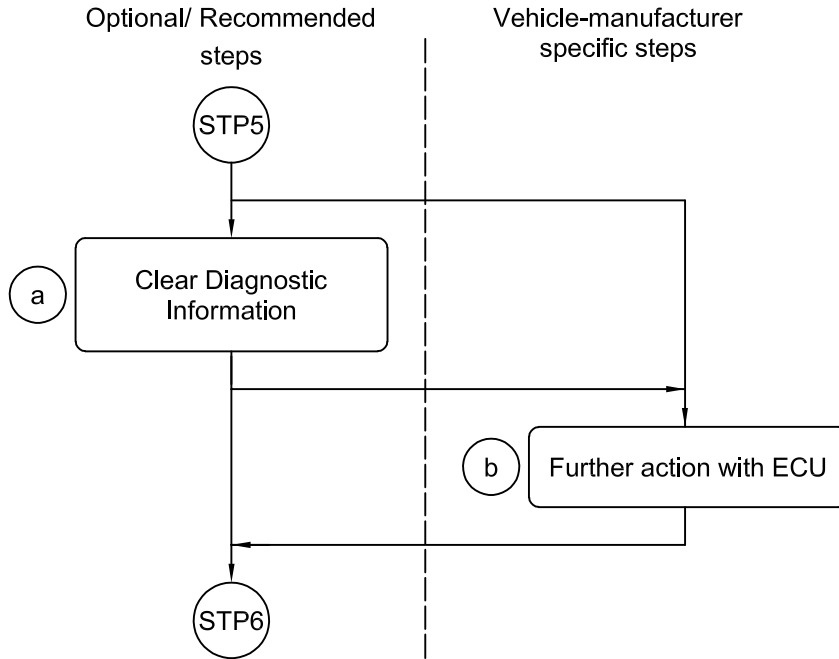 Optional/ Recommended
steps
Vehicle-manufacturer
specific steps
STP5
a
Clear Diagnostic
Information
b
Further action with ECU
STP6